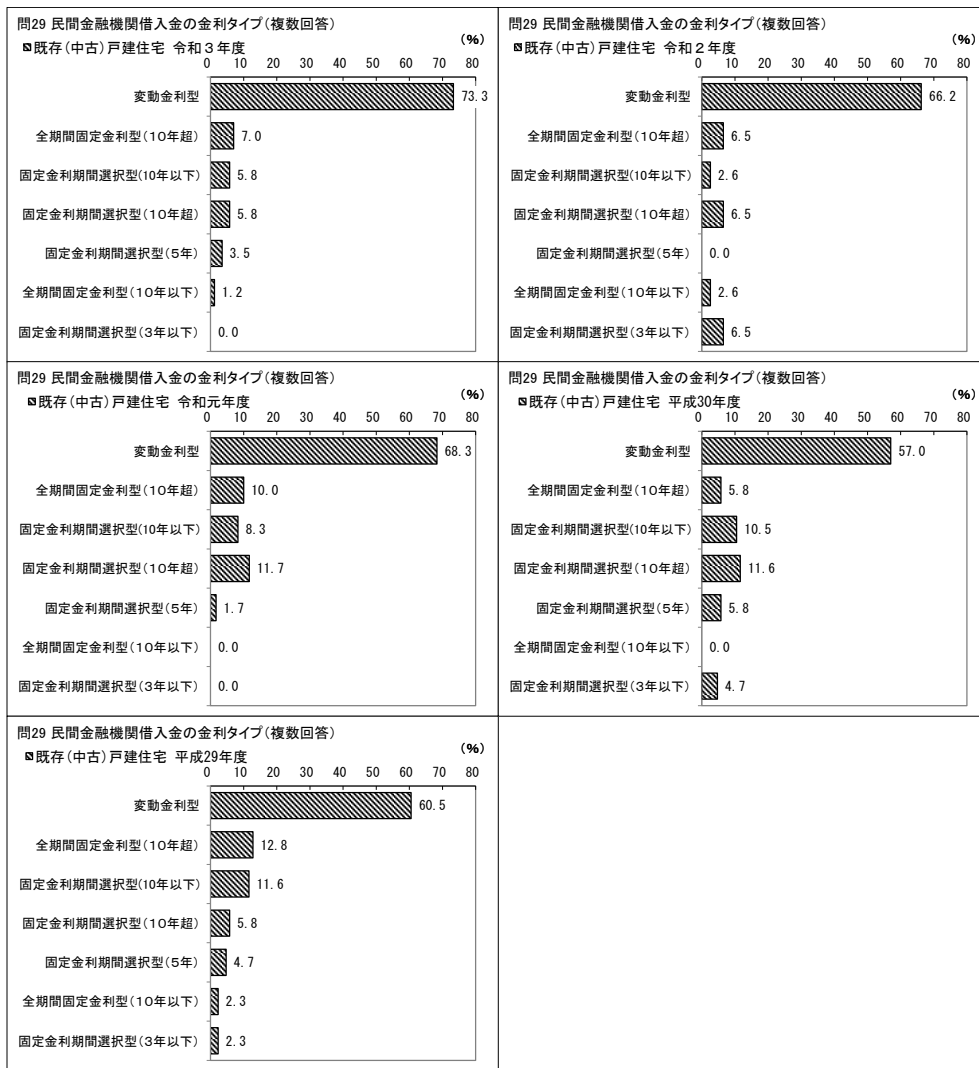 問29 民間金融機関借入金の金利タイプ(複数回答)
既存(中古)戸建住宅 令和3年度
(%)
0 10 20 30 40 50 60 70 80
変動金利型 73.3
全期間固定金利型(10年超) 7.0
固定金利期間選択型(10年以下) 5.8
固定金利期間選択型(10年超) 5.8
固定金利期間選択型(5年) 3.5
全期間固定金利型(10年以下) 1.2
固定金利期間選択型(3年以下) 0.0
問29 民間金融機関借入金の金利タイプ(複数回答)
既存(中古)戸建住宅 令和2年度
(%)
0 10 20 30 40 50 60 70 80
変動金利型 66.2
全期間固定金利型(10年超) 6.5
固定金利期間選択型(10年以下) 2.6
固定金利期間選択型(10年超) 6.5
固定金利期間選択型(5年) 0.0
全期間固定金利型(10年以下) 2.6
固定金利期間選択型(3年以下) 6.5
問29 民間金融機関借入金の金利タイプ(複数回答)
既存(中古)戸建住宅 令和元年度
(%)
0 10 20 30 40 50 60 70 80
変動金利型 68.3
全期間固定金利型(10年超) 10.0
固定金利期間選択型(10年以下) 8.3
固定金利期間選択型(10年超) 11.7
固定金利期間選択型(5年) 1.7
全期間固定金利型(10年以下) 0.0
固定金利期間選択型(3年以下) 0.0
問29 民間金融機関借入金の金利タイプ(複数回答)
既存(中古)戸建住宅 平成30年度
(%)
0 10 20 30 40 50 60 70 80
変動金利型 57.0
全期間固定金利型(10年超) 5.8
固定金利期間選択型(10年以下) 10.5
固定金利期間選択型(10年超) 11.6
固定金利期間選択型(5年) 5.8
全期間固定金利型(10年以下) 0.0
固定金利期間選択型(3年以下) 4.7
問29 民間金融機関借入金の金利タイプ(複数回答)
既存(中古)戸建住宅 平成29年度
(%)
0 10 20 30 40 50 60 70 80
変動金利型 60.5
全期間固定金利型(10年超) 12.8
固定金利期間選択型(10年以下) 11.6
固定金利期間選択型(10年超) 5.8
固定金利期間選択型(5年) 4.7
全期間固定金利型(10年以下) 2.3
固定金利期間選択型(3年以下) 2.3